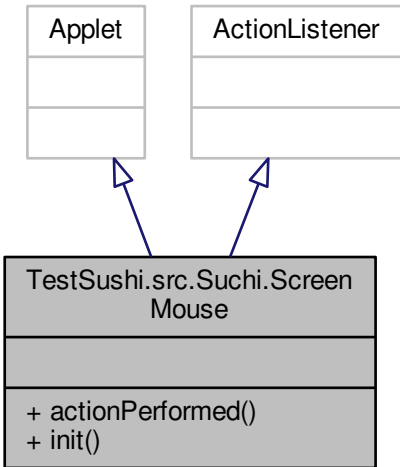 Applet
ActionListener
TestSushi.src.Suchi.Screen
Mouse
+ actionPerformed()
+ init()